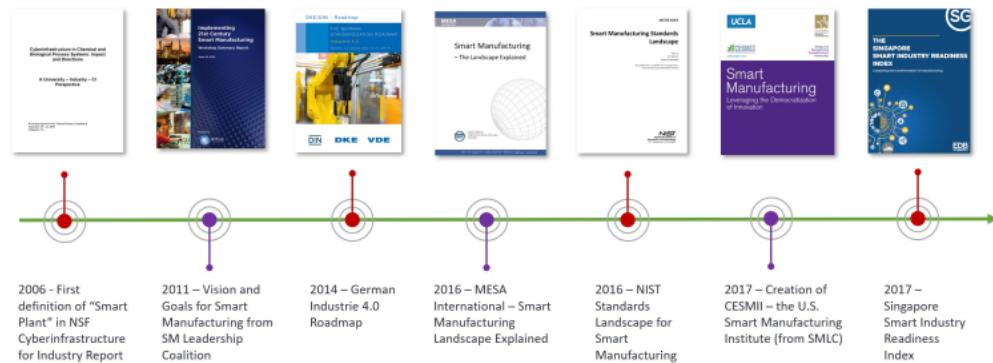 Cyberinfrastructure in Chemical and
Biological Process Systems: Impact
and Directions
A University – Industry – CI
Perspective
Implementing
21st Century
Smart Manufacturing
Workshop Summary Report
DKE/DIN – Roadmap
DIN
DKE
VDE
MESA
Smart Manufacturing
– The Landscape Explained
Smart Manufacturing Standards
Landscape
NIST
UCLA
CESMII
Smart
Manufacturing
Leveraging the Democratization
of Innovation
SG
THE
SINGAPORE
SMART INDUSTRY READINESS
INDEX
EDB
2006 - First
definition of “Smart
Plant” in NSF
Cyberinfrastructure
for Industry Report
2011 – Vision and
Goals for Smart
Manufacturing from
SM Leadership
Coalition
2014 – German
Industrie 4.0
Roadmap
2016 – MESA
International – Smart
Manufacturing
Landscape Explained
2016 – NIST
Standards
Landscape for
Smart
Manufacturing
2017 – Creation of
CESMII – the U.S.
Smart Manufacturing
Institute (from SMLC)
2017 –
Singapore
Smart Industry
Readiness
Index